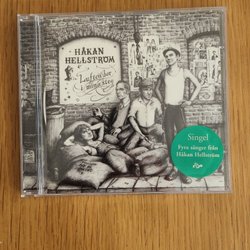 HÅKAN
HELLSTRÖM
Luften bor
i mina steg
Singel
Fyra sånger från
Håkan Hellström